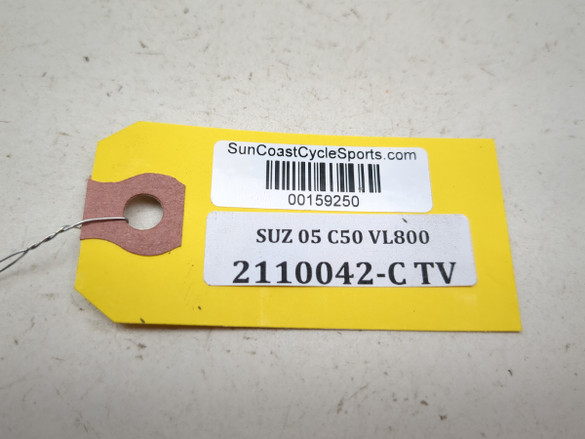 SunCoastCycleSports.com
00159250
SUZ 05 C50 VL800
2110042-C TV